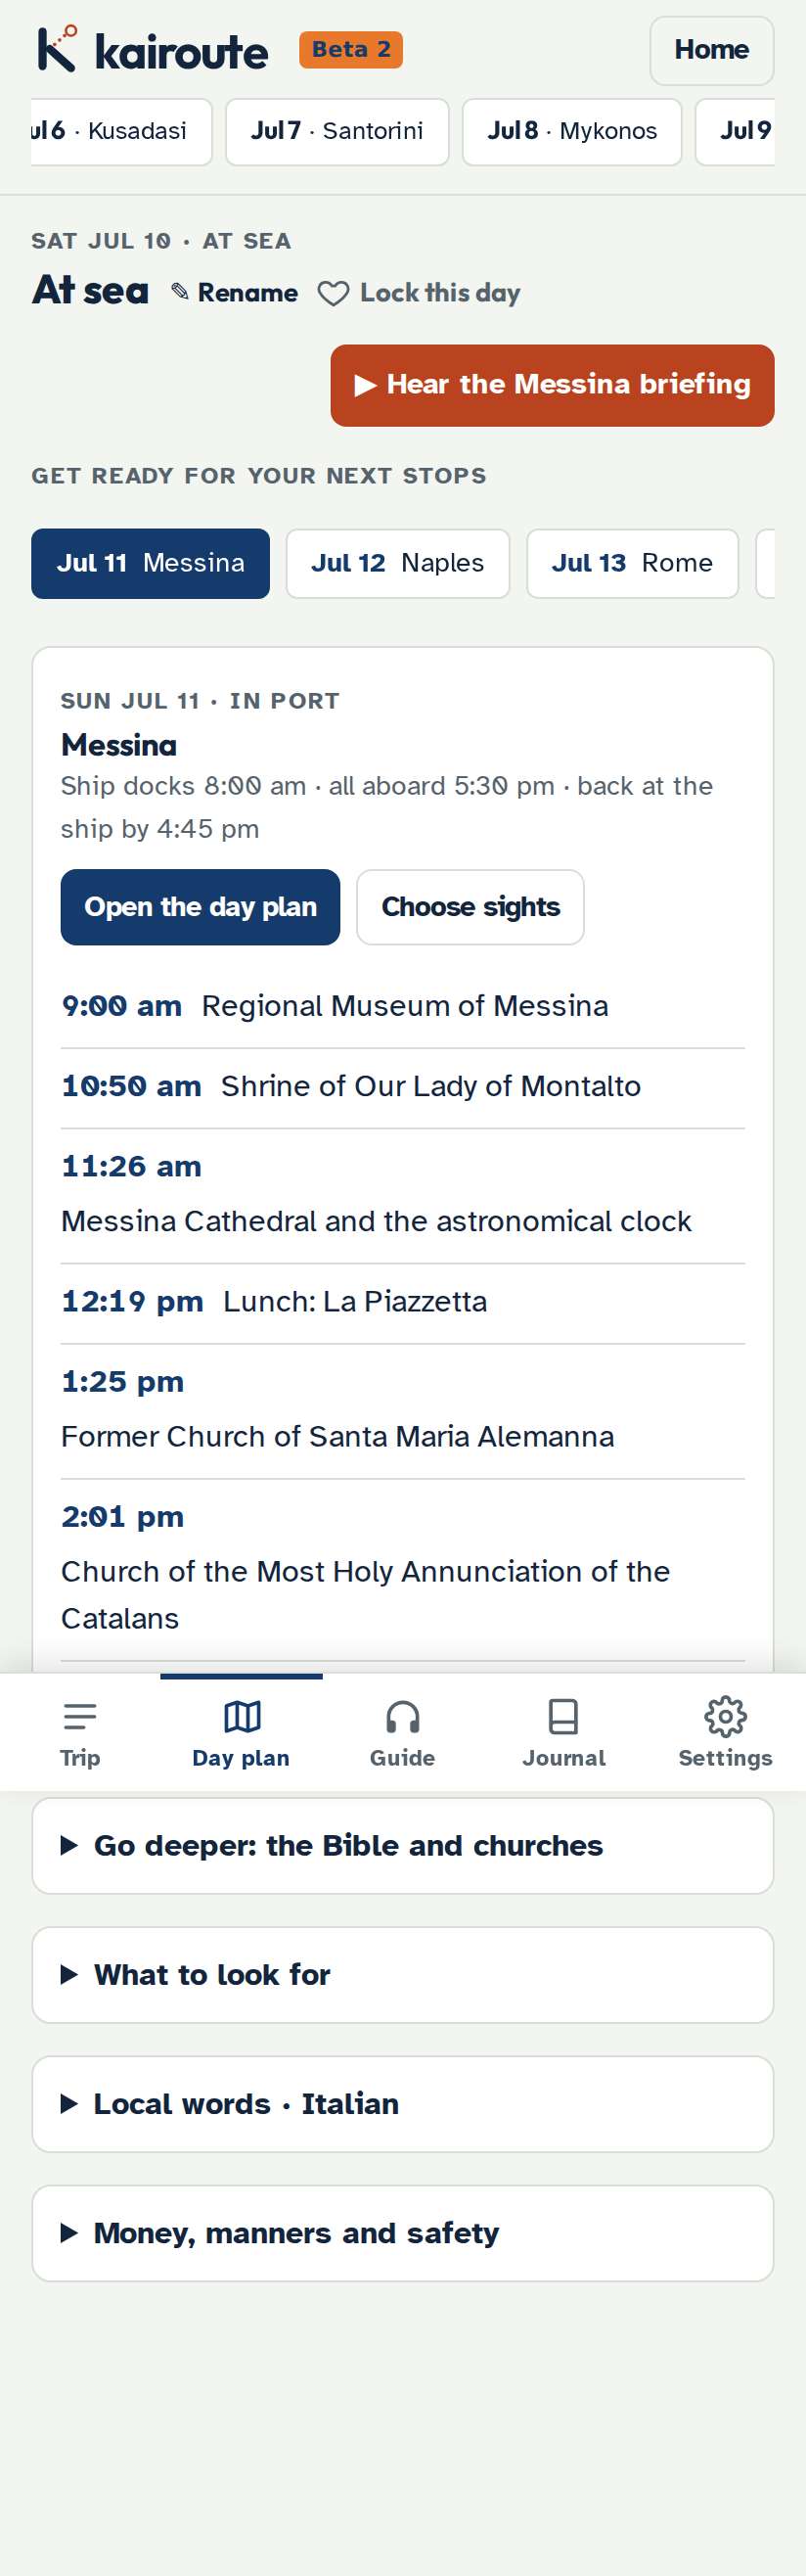 kairoute Beta 2 Home
ul 6 · Kusadasi Jul 7 · Santorini Jul 8 · Mykonos Jul 9
SAT JUL 10 · AT SEA
At sea ✎ Rename Lock this day
▶ Hear the Messina briefing
GET READY FOR YOUR NEXT STOPS
Jul 11 Messina Jul 12 Naples Jul 13 Rome
SUN JUL 11 · IN PORT
Messina
Ship docks 8:00 am · all aboard 5:30 pm · back at the
ship by 4:45 pm
Open the day plan Choose sights
9:00 am Regional Museum of Messina
10:50 am Shrine of Our Lady of Montalto
11:26 am
Messina Cathedral and the astronomical clock
12:19 pm Lunch: La Piazzetta
1:25 pm
Former Church of Santa Maria Alemanna
2:01 pm
Church of the Most Holy Annunciation of the
Catalans
Trip Day plan Guide Journal Settings
▶ Go deeper: the Bible and churches
▶ What to look for
▶ Local words · Italian
▶ Money, manners and safety